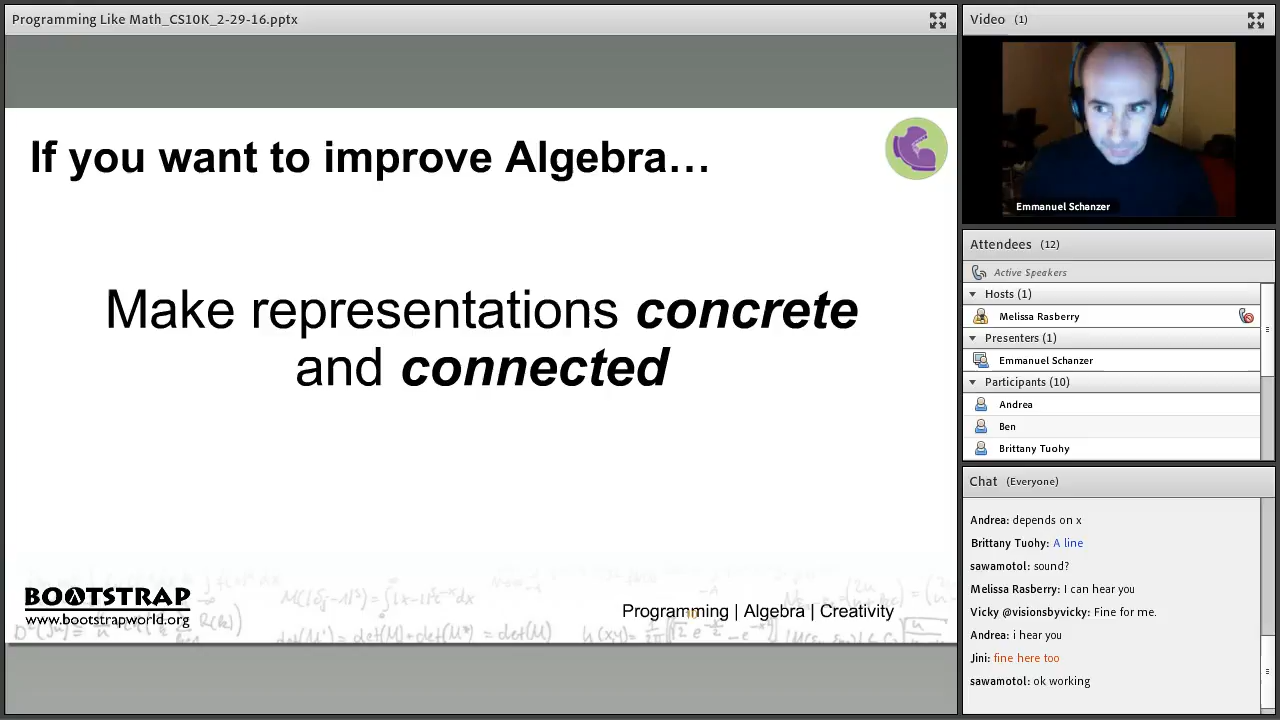 Programming Like Math_CS10K_2-29-16.pptx
If you want to improve Algebra…
Make representations concrete
and connected
BOOTSTRAP
www.bootstrapworld.org
Programming | Algebra | Creativity
Video (1)
Emmanuel Schanzer
Attendees (12)
Active Speakers
Hosts (1)
Melissa Rasberry
Presenters (1)
Emmanuel Schanzer
Participants (10)
Andrea
Ben
Brittany Tuohy
Chat (Everyone)
Andrea: depends on x
Brittany Tuohy: A line
sawamotol: sound?
Melissa Rasberry: I can hear you
Vicky @visionsbyvicky: Fine for me.
Andrea: i hear you
Jini: fine here too
sawamotol: ok working